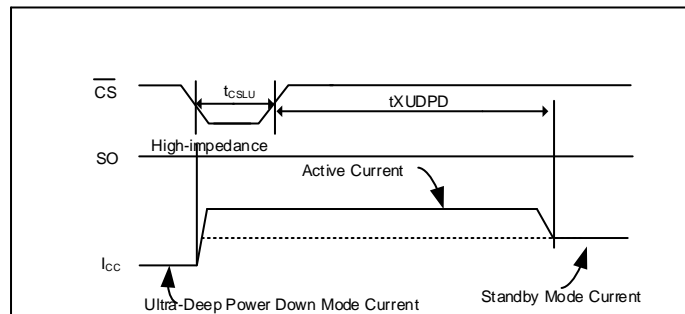 CS
tCSLU
tXUDPD
High-impedance
SO
Active Current
ICC
Ultra-Deep Power Down Mode Current
Standby Mode Current